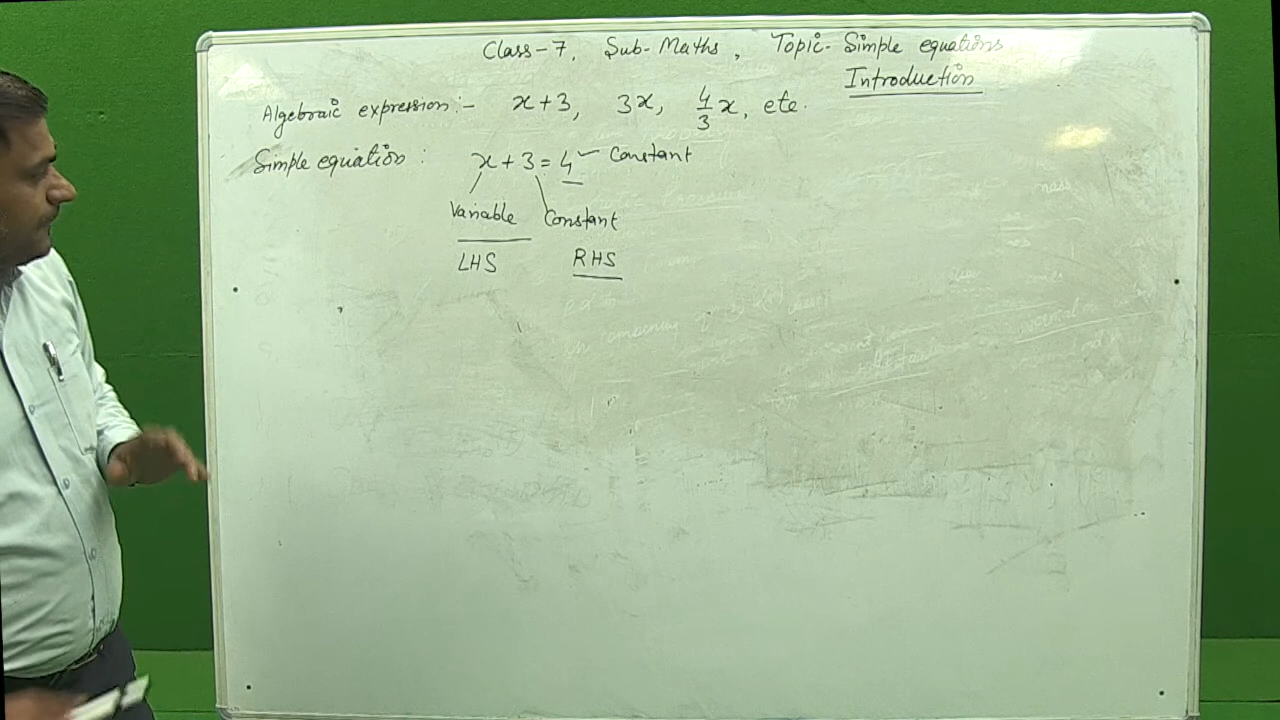 Class-7, Sub-Maths, Topic- Simple equations
Introduction
Algebraic expression:- x+3, 3x, 4/3 x, etc.
Simple equation: x+3=4 Constant
Variable Constant
LHS RHS